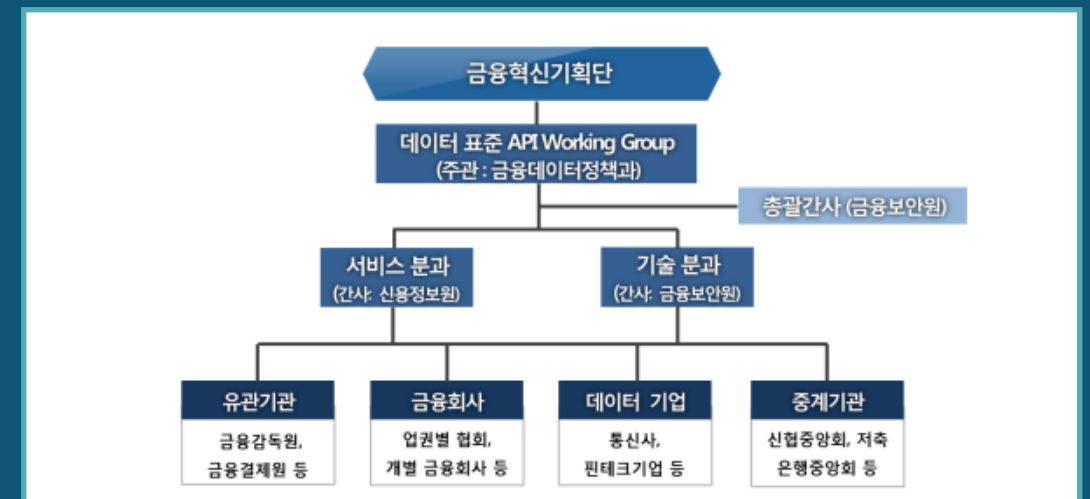 금융혁신기획단
데이터 표준 API Working Group
(주관 : 금융데이터정책과)
총괄간사 (금융보안원)
서비스 분과
(간사: 신용정보원)
기술 분과
(간사: 금융보안원)
유관기관
금융감독원,
금융결제원 등
금융회사
업권별 협회,
개별 금융회사 등
데이터 기업
통신사,
핀테크기업 등
중계기관
신협중앙회, 저축
은행중앙회 등